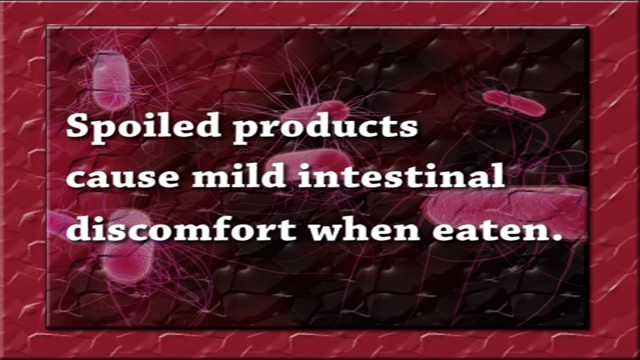 Spoiled products
cause mild intestinal
discomfort when eaten.